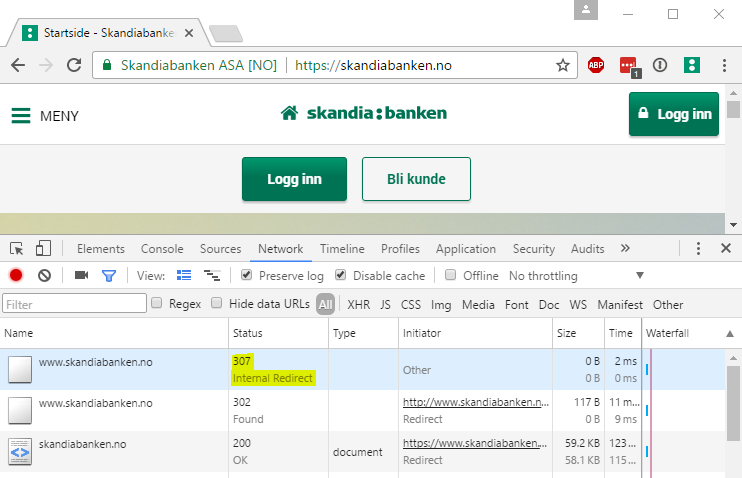 Startside - Skandiabanken
Skandiabanken ASA [NO] https://skandiabanken.no
ABP
1
MENY
skandia:banken
Logg inn
Logg inn
Bli kunde
Elements Console Sources Network Timeline Profiles Application Security Audits
View: Preserve log Disable cache Offline No throttling
Filter Regex Hide data URLs All XHR JS CSS Img Media Font Doc WS Manifest Other
Name Status Type Initiator Size Time Waterfall
www.skandiabanken.no 307 Other 0 B 2 ms
Internal Redirect 0 B 0 ms
www.skandiabanken.no 302 http://www.skandiabanken.n... 117 B 11 m...
Found Redirect 0 B 9 ms
skandiabanken.no 200 document https://www.skandiabanken.... 59.2 KB 123...
OK Redirect 58.1 KB 115...